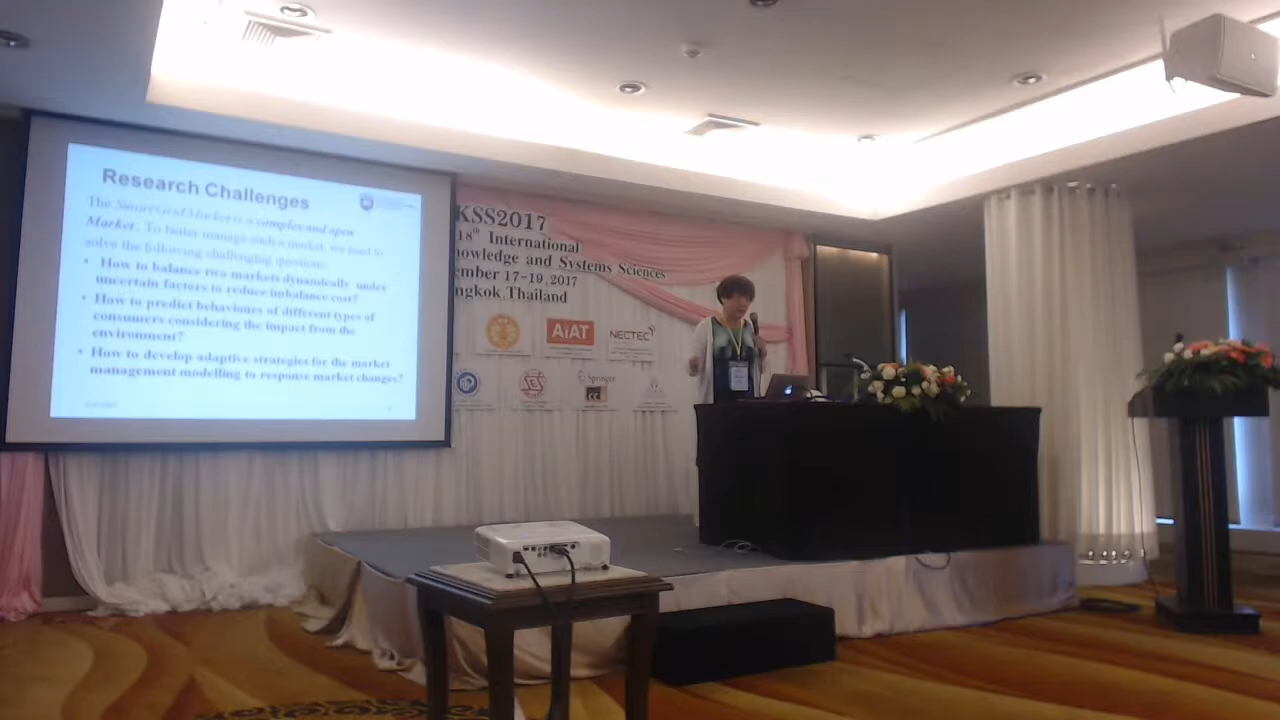 Research Challenges
The Smart Grid Market is a complex and open
Market. To better manage such a market, we need to
solve the following challenging questions.
• How to balance two markets dynamically under
uncertain factors to reduce imbalance cost?
• How to predict behaviours of different types of
consumers considering the impact from the
environment?
• How to develop adaptive strategies for the market
management modelling to response market changes?
KSS2017
18th International
owledge and Systems Sciences
ember 17-19, 2017
ngkok, Thailand
AiAT
NECTEC
Springer